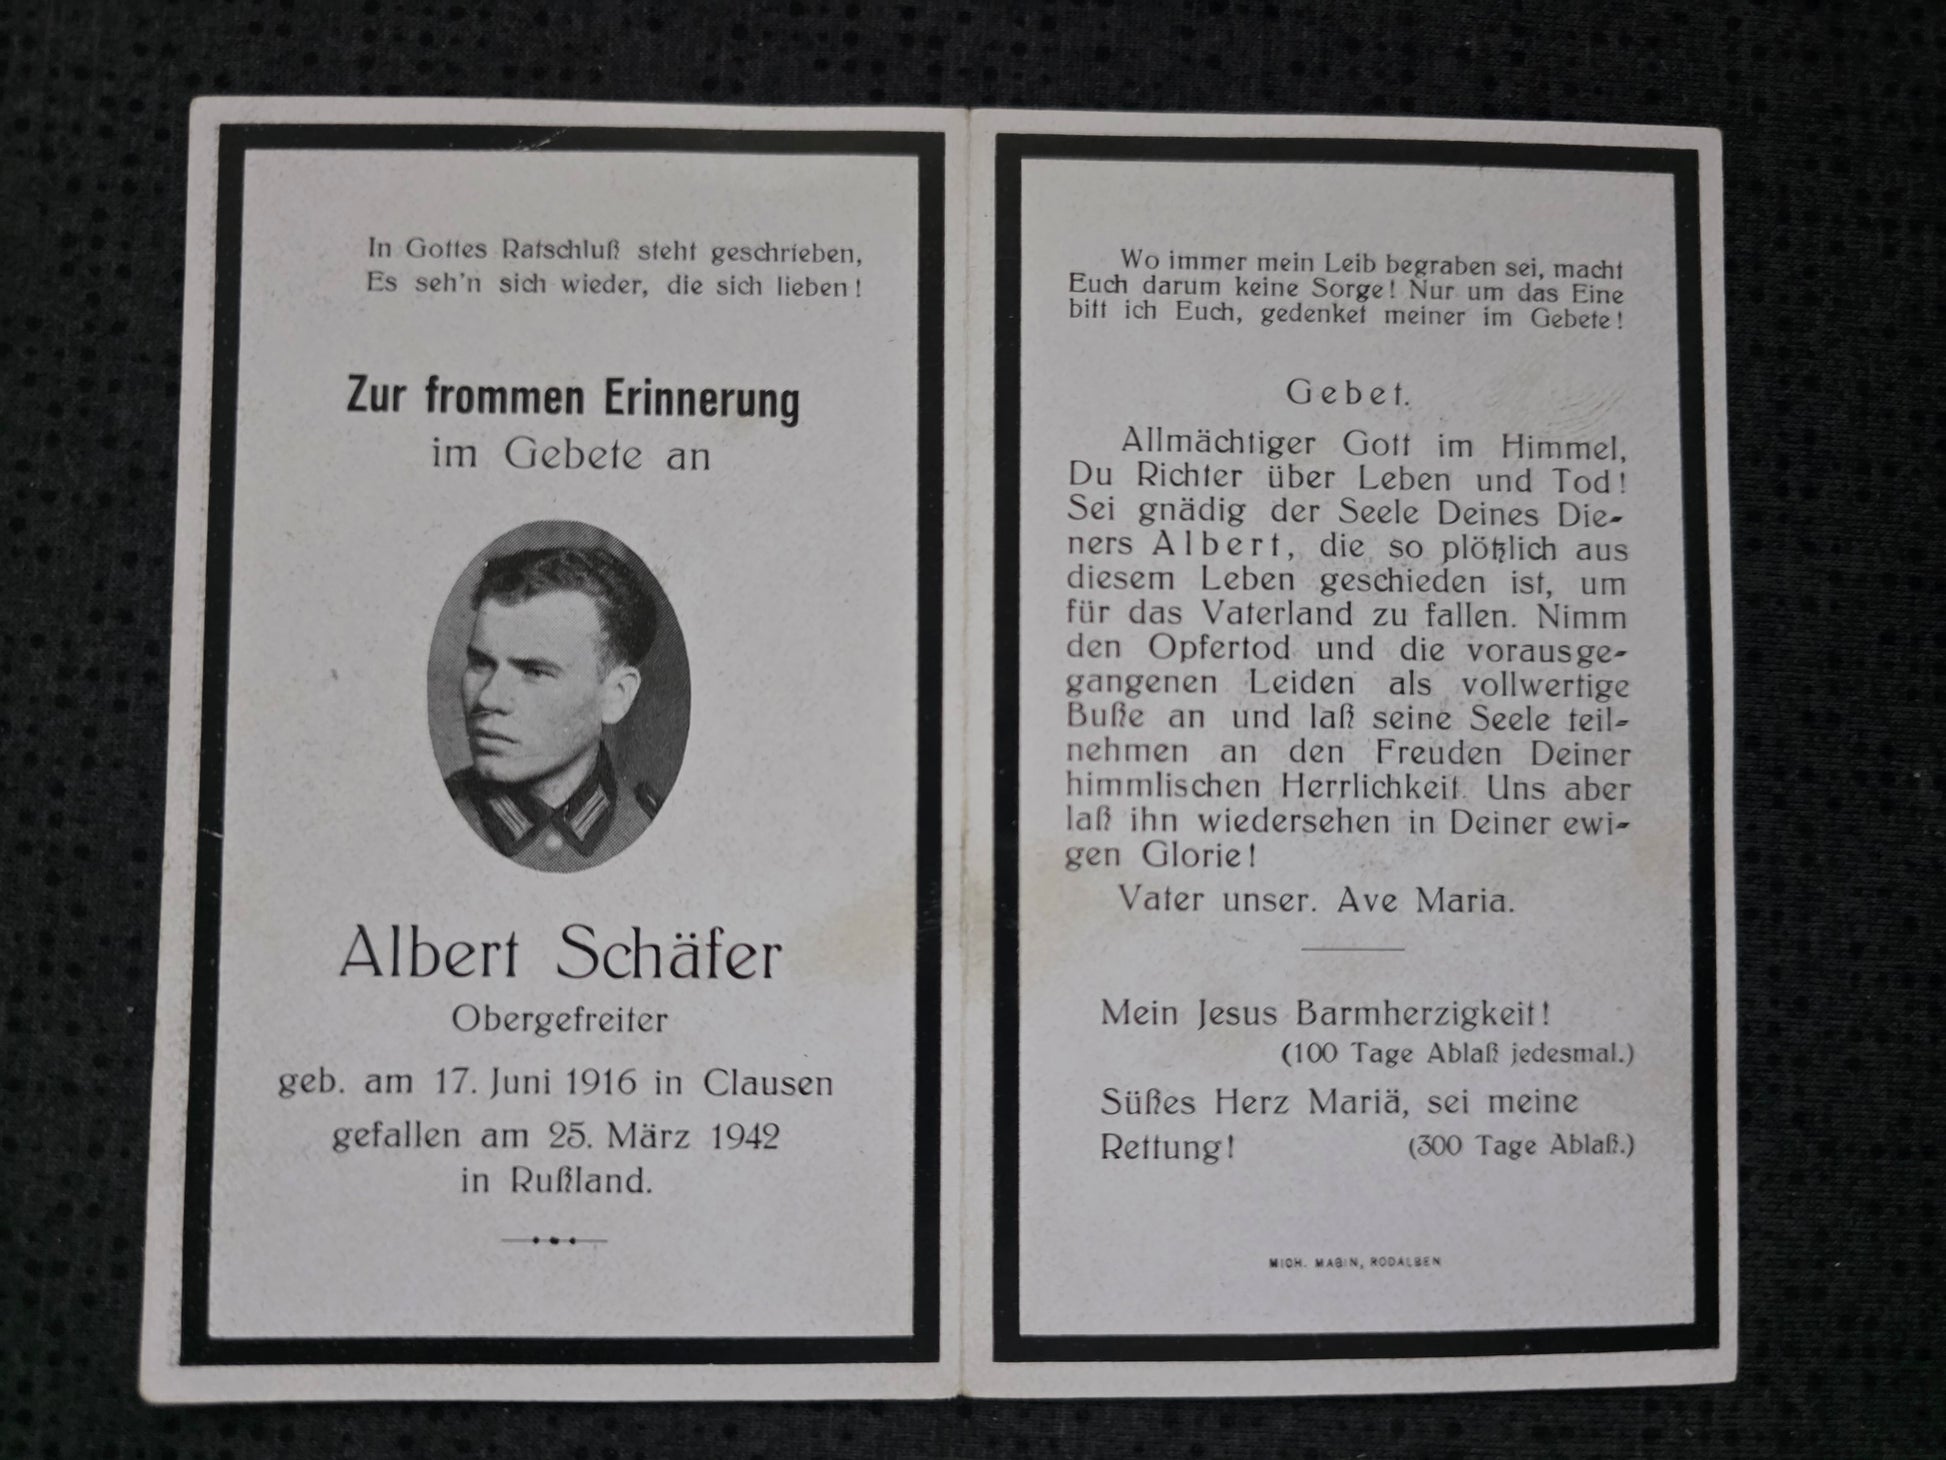 In Gottes Ratschluß steht geschrieben,
Es seh'n sich wieder, die sich lieben!
Zur frommen Erinnerung
im Gebete an
Albert Schäfer
Obergefreiter
geb. am 17. Juni 1916 in Clausen
gefallen am 25. März 1942
in Rußland.
Wo immer mein Leib begraben sei, macht
Euch darum keine Sorge! Nur um das Eine
bitt ich Euch, gedenket meiner im Gebete!
Gebet.
Allmächtiger Gott im Himmel,
Du Richter über Leben und Tod!
Sei gnädig der Seele Deines Die-
ners Albert, die so plötzlich aus
diesem Leben geschieden ist, um
für das Vaterland zu fallen. Nimm
den Opfertod und die vorausge-
gangenen Leiden als vollwertige
Buße an und laß seine Seele teil-
nehmen an den Freuden Deiner
himmlischen Herrlichkeit. Uns aber
laß ihn wiedersehen in Deiner ewi-
gen Glorie!
Vater unser. Ave Maria.
Mein Jesus Barmherzigkeit!
(100 Tage Ablaß jedesmal.)
Süßes Herz Mariä, sei meine
Rettung! (300 Tage Ablaß.)
MICH. MABIN, RODALBEN